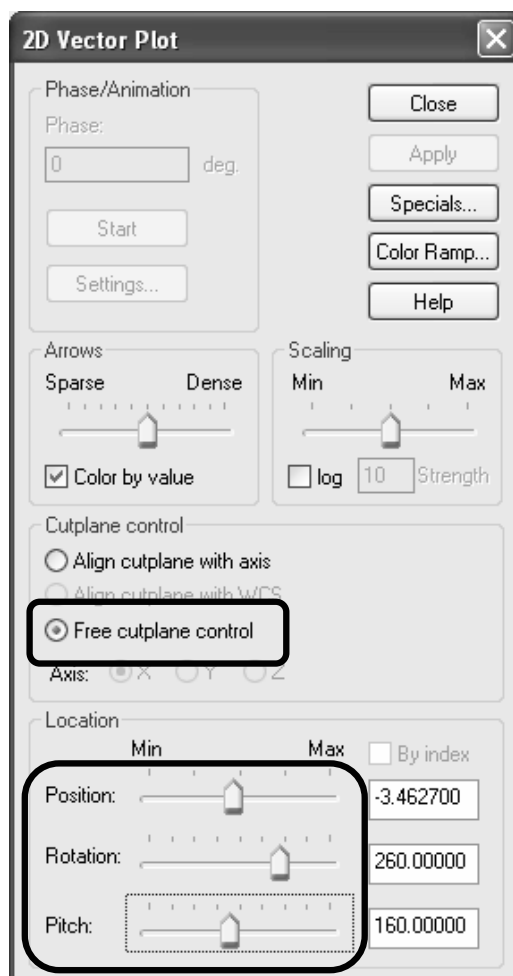 2D Vector Plot
Phase/Animation
Phase:
0 deg.
Start
Settings...
Close
Apply
Specials...
Color Ramp...
Help
Arrows
Sparse Dense
Color by value
Scaling
Min Max
log 10 Strength
Cutplane control
Align cutplane with axis
Align cutplane with WCS
Free cutplane control
Axis: X Y Z
Location
Min Max By index
Position: -3.462700
Rotation: 260.00000
Pitch: 160.00000